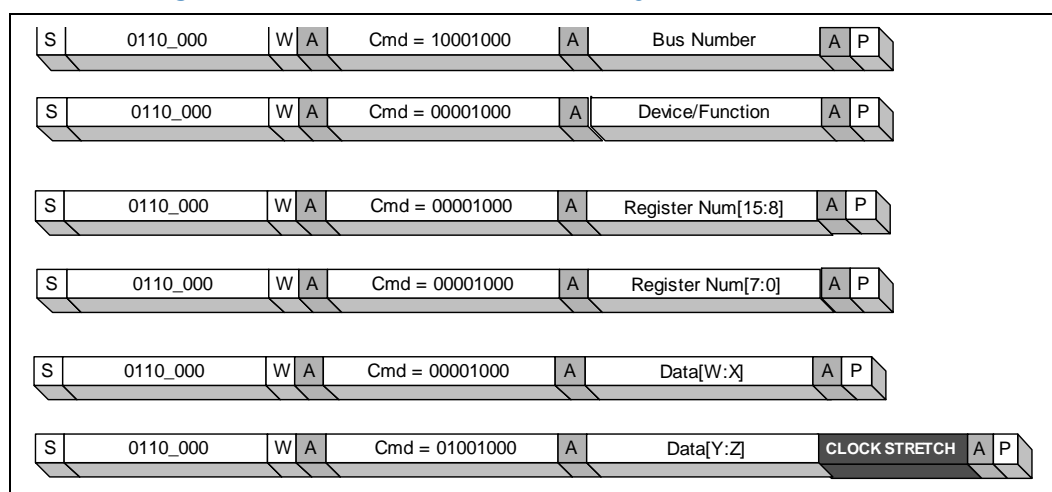 S 0110_000 W A Cmd = 10001000 A Bus Number A P
S 0110_000 W A Cmd = 00001000 A Device/Function A P
S 0110_000 W A Cmd = 00001000 A Register Num[15:8] A P
S 0110_000 W A Cmd = 00001000 A Register Num[7:0] A P
S 0110_000 W A Cmd = 00001000 A Data[W:X] A P
S 0110_000 W A Cmd = 01001000 A Data[Y:Z] CLOCK STRETCH A P